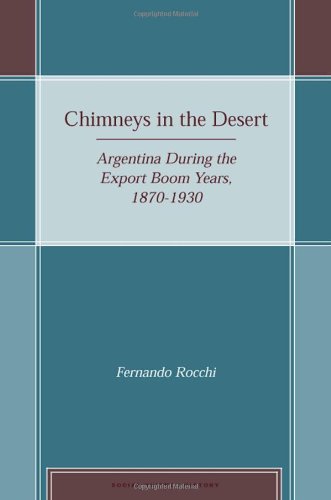 Chimneys in the Desert
Argentina During the
Export Boom Years,
1870-1930
Fernando Rocchi